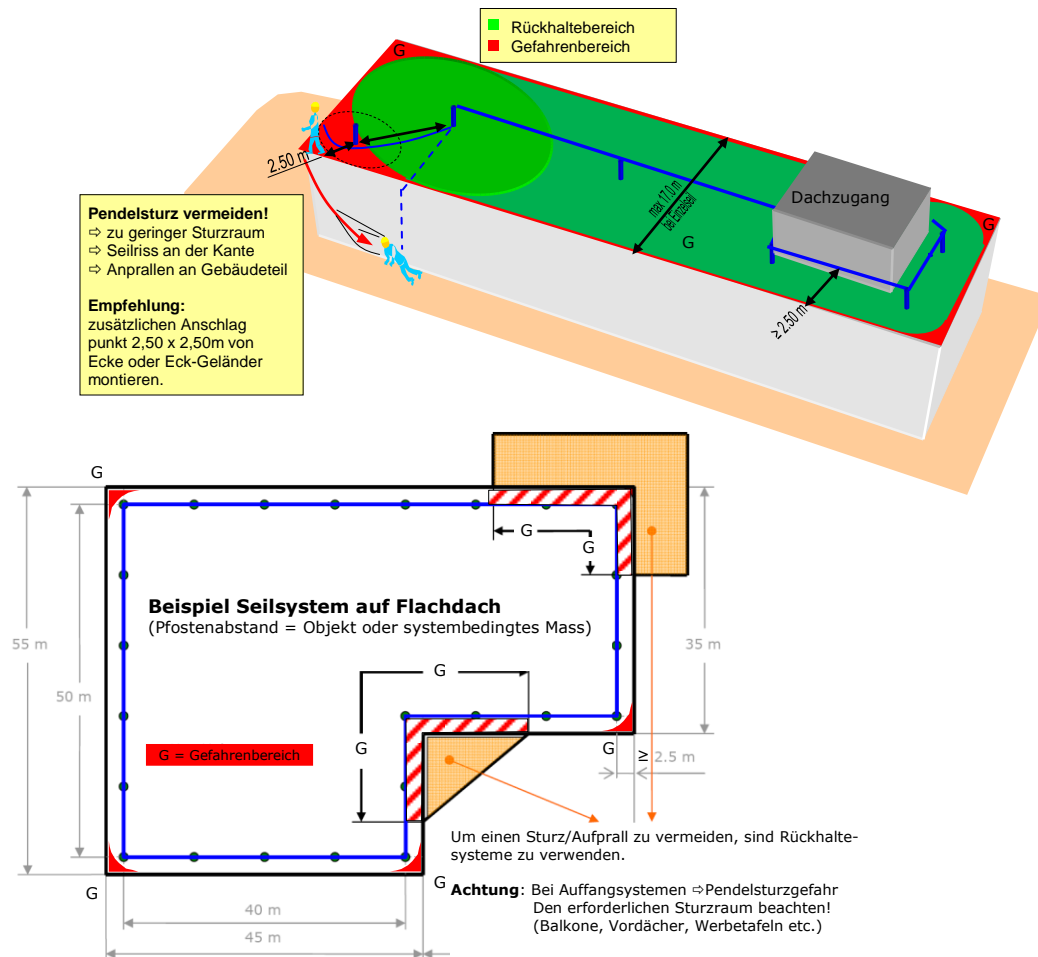 Rückhaltebereich
Gefahrenbereich
G
2.50 m
max 17.0 m
bei Einzelseil
G
Dachzugang
G
≥ 2.50 m
Pendelsturz vermeiden!
⇨ zu geringer Sturzraum
⇨ Seilriss an der Kante
⇨ Anprallen an Gebäudeteil
Empfehlung:
zusätzlichen Anschlag
punkt 2,50 x 2,50m von
Ecke oder Eck-Geländer
montieren.
G
G
G
Beispiel Seilsystem auf Flachdach
(Pfostenabstand = Objekt oder systembedingtes Mass)
55 m
50 m
35 m
G
G
G = Gefahrenbereich
G
≥ 2.5 m
Um einen Sturz/Aufprall zu vermeiden, sind Rückhalte-
systeme zu verwenden.
G
G
Achtung: Bei Auffangsystemen ⇨Pendelsturzgefahr
Den erforderlichen Sturzraum beachten!
(Balkone, Vordächer, Werbetafeln etc.)
40 m
45 m